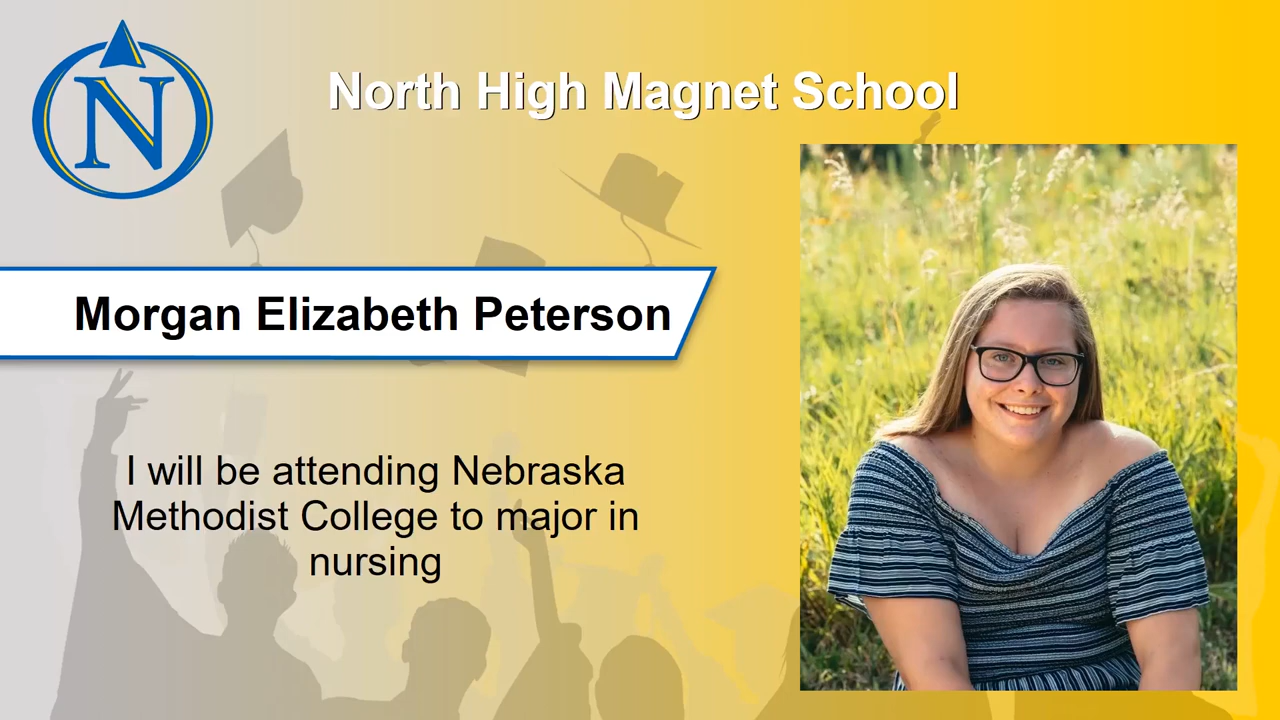 N
North High Magnet School
Morgan Elizabeth Peterson
I will be attending Nebraska
Methodist College to major in
nursing